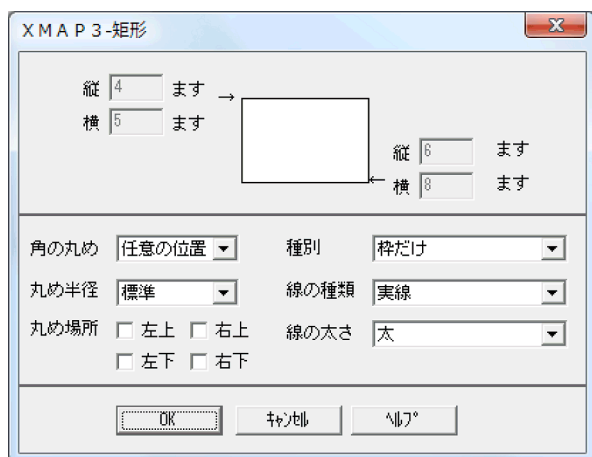 XMAP3-矩形
縦 4 ます →
横 5 ます
縦 6 ます
← 横 8 ます
角の丸め 任意の位置 種別 枠だけ
丸め半径 標準 線の種類 実線
丸め場所 左上 右上 線の太さ 太
左下 右下
OK ｷｬﾝｾﾙ ﾍﾙﾌﾟ